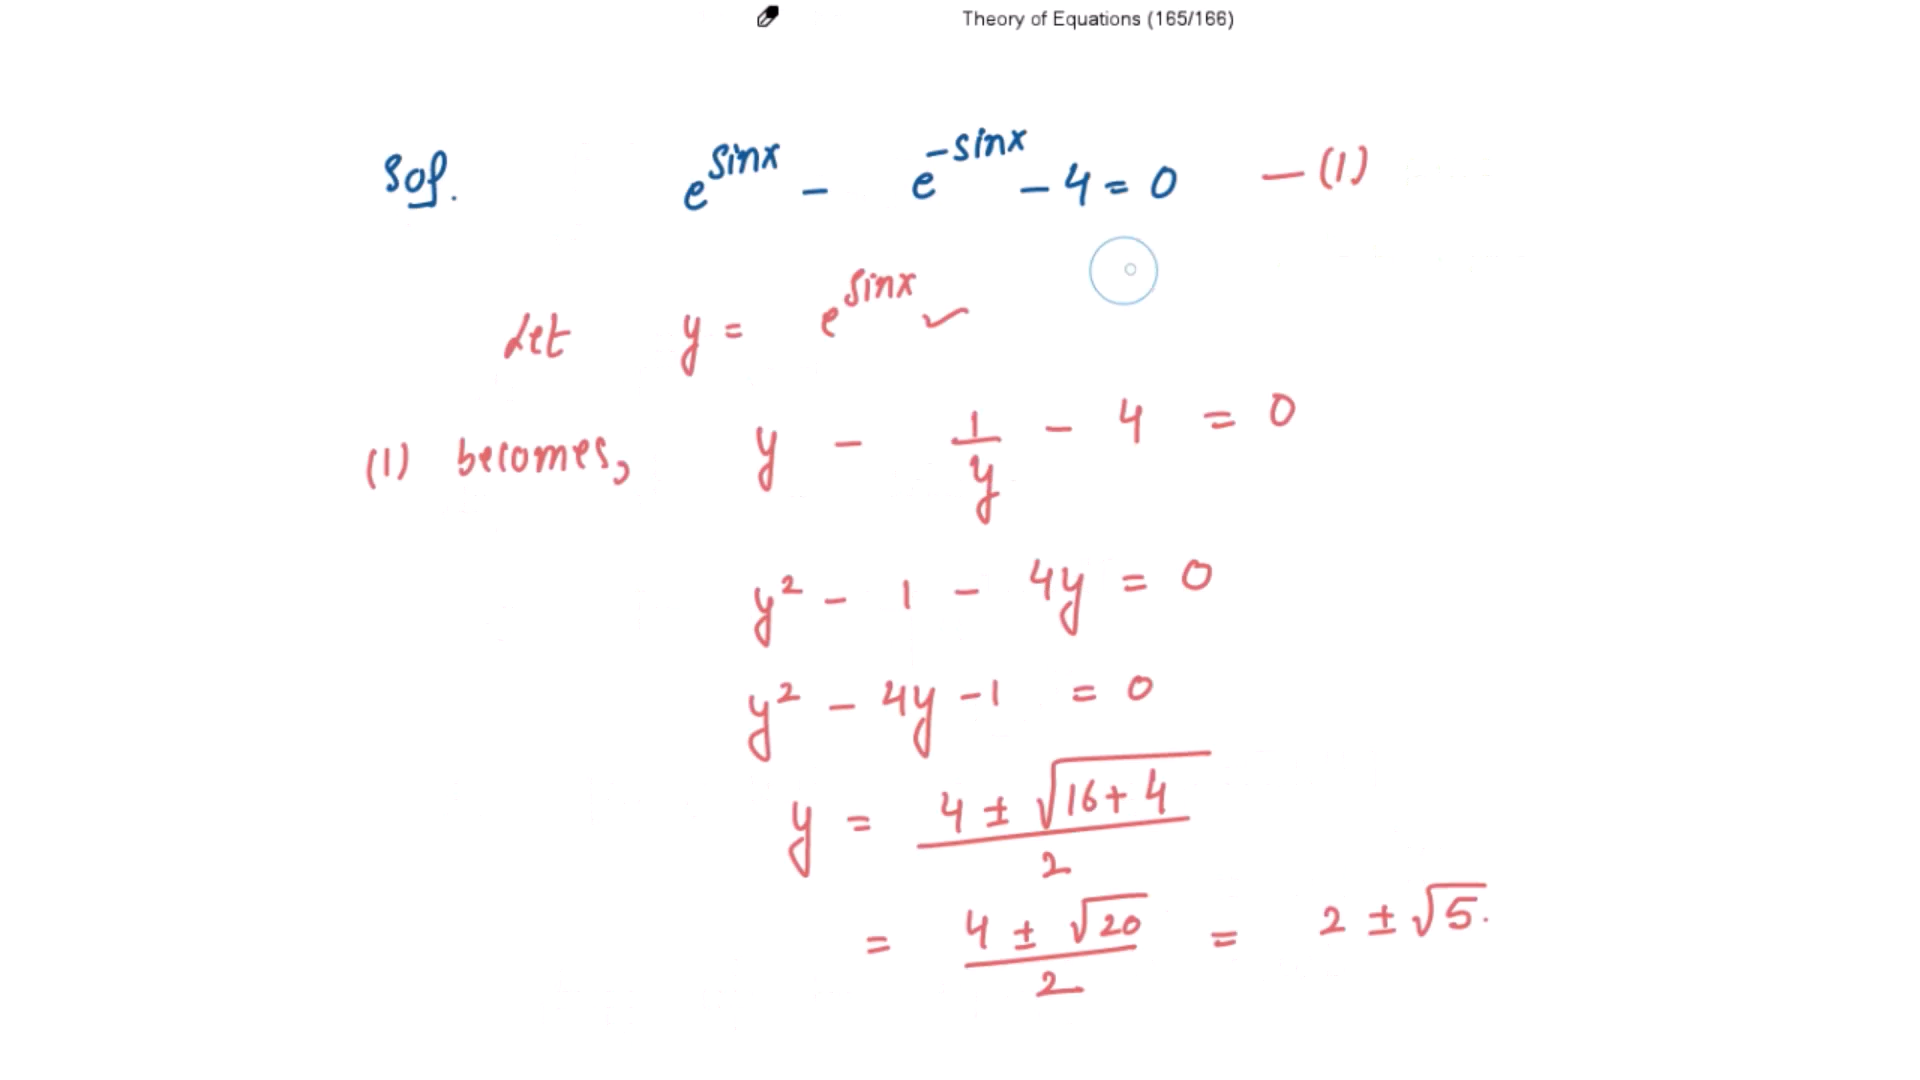 Theory of Equations (165/166)
Sol. e^sinx - e^-sinx - 4 = 0 — (1)
Let y = e^sinx ✓
(1) becomes, y - 1/y - 4 = 0
y² - 1 - 4y = 0
y² - 4y - 1 = 0
y = (4 ± √(16 + 4))/2
= (4 ± √20)/2 = 2 ± √5.